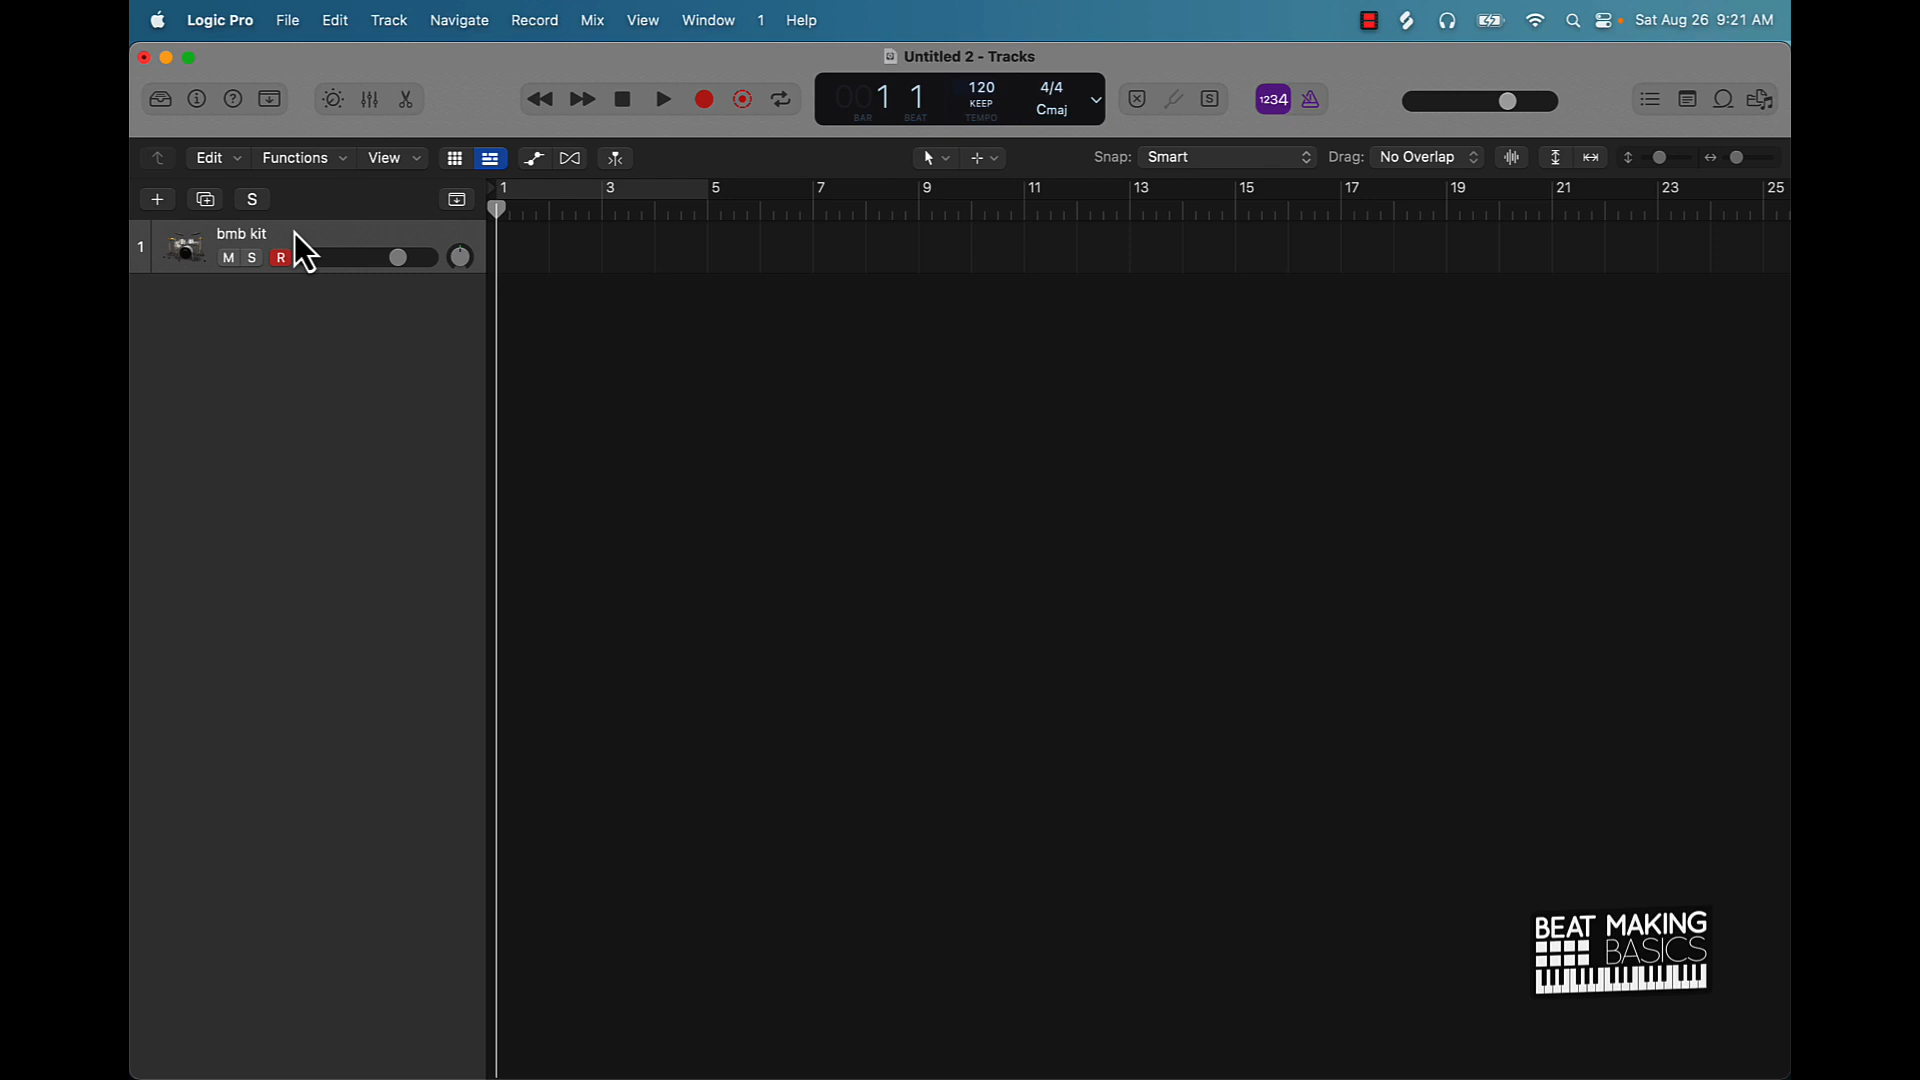 Logic Pro File Edit Track Navigate Record Mix View Window 1 Help Sat Aug 26 9:21 AM
Untitled 2 - Tracks
001 1 120 4/4
KEEP Cmaj
BAR BEAT TEMPO
S 1234
Edit Functions View Snap: Smart Drag: No Overlap
S 1 3 5 7 9 11 13 15 17 19 21 23 25
1 bmb kit
M S R
BEAT MAKING
BASICS